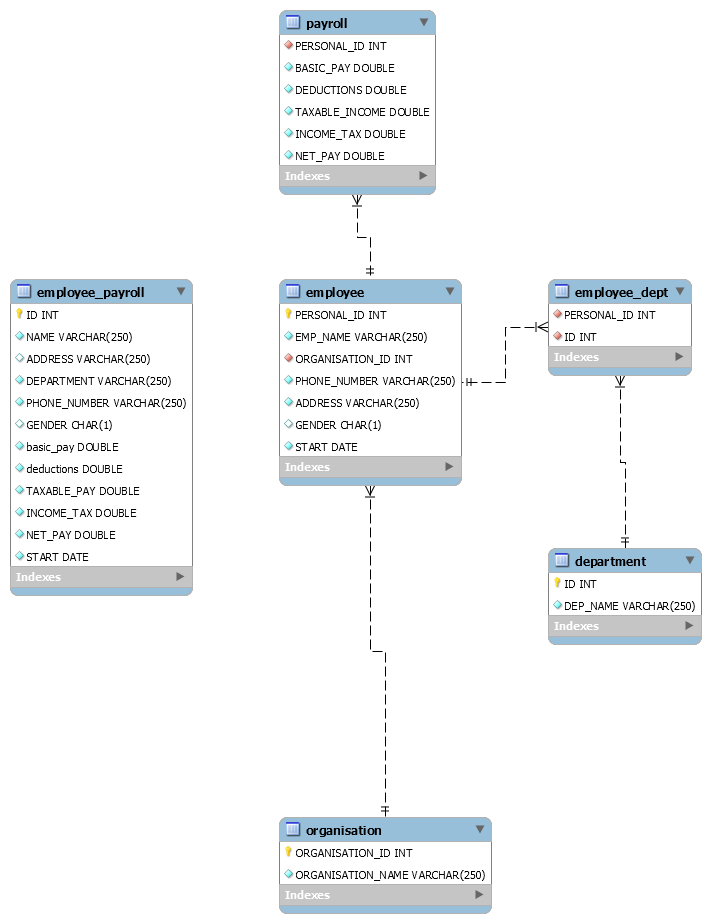 payroll
PERSONAL_ID INT
BASIC_PAY DOUBLE
DEDUCTIONS DOUBLE
TAXABLE_INCOME DOUBLE
INCOME_TAX DOUBLE
NET_PAY DOUBLE
Indexes
employee_payroll
ID INT
NAME VARCHAR(250)
ADDRESS VARCHAR(250)
DEPARTMENT VARCHAR(250)
PHONE_NUMBER VARCHAR(250)
GENDER CHAR(1)
basic_pay DOUBLE
deductions DOUBLE
TAXABLE_PAY DOUBLE
INCOME_TAX DOUBLE
NET_PAY DOUBLE
START DATE
Indexes
employee
PERSONAL_ID INT
EMP_NAME VARCHAR(250)
ORGANISATION_ID INT
PHONE_NUMBER VARCHAR(250)
ADDRESS VARCHAR(250)
GENDER CHAR(1)
START DATE
Indexes
employee_dept
PERSONAL_ID INT
ID INT
Indexes
department
ID INT
DEP_NAME VARCHAR(250)
Indexes
organisation
ORGANISATION_ID INT
ORGANISATION_NAME VARCHAR(250)
Indexes